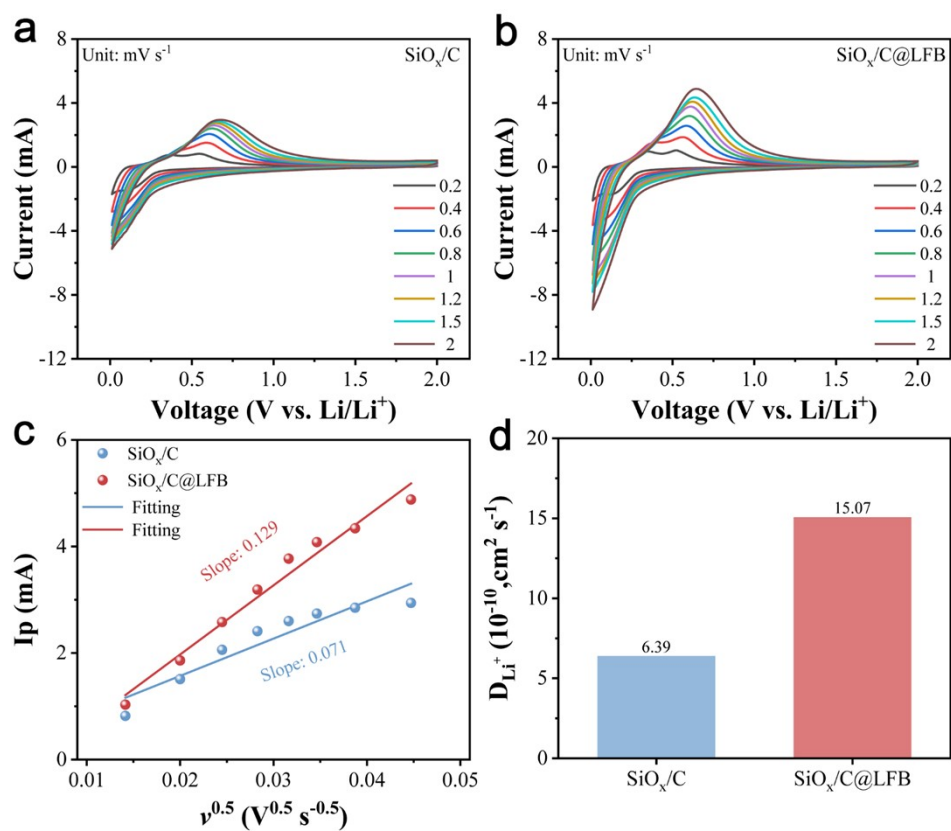 a
Unit: mV s⁻¹
SiOₓ/C
8
4
0
-4
-8
-12
Current (mA)
0.2
0.4
0.6
0.8
1
1.2
1.5
2
0.0
0.5
1.0
1.5
2.0
Voltage (V vs. Li/Li⁺)
b
Unit: mV s⁻¹
SiOₓ/C@LFB
8
4
0
-4
-8
-12
Current (mA)
0.2
0.4
0.6
0.8
1
1.2
1.5
2
0.0
0.5
1.0
1.5
2.0
Voltage (V vs. Li/Li⁺)
c
SiOₓ/C
SiOₓ/C@LFB
Fitting
Fitting
Slope: 0.129
Slope: 0.071
6
4
2
0
Ip (mA)
0.01
0.02
0.03
0.04
0.05
ν⁰·⁵ (V⁰·⁵ s⁻⁰·⁵)
d
20
15
10
5
0
D_Li⁺ (10⁻¹⁰,cm² s⁻¹)
6.39
15.07
SiOₓ/C
SiOₓ/C@LFB